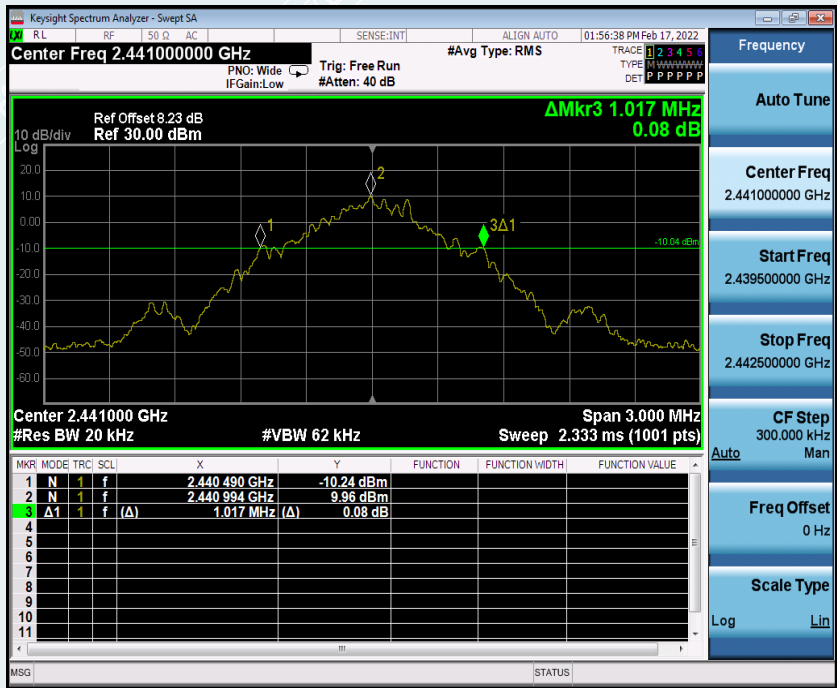 Keysight Spectrum Analyzer - Swept SA
LXI RL RF 50 Ω AC SENSE:INT ALIGN AUTO 01:56:38 PM Feb 17, 2022
Center Freq 2.441000000 GHz #Avg Type: RMS TRACE 1 2 3 4 5 6
PNO: Wide Trig: Free Run TYPE M WWWWW
IFGain:Low #Atten: 40 dB DET P P P P P P
Ref Offset 8.23 dB ΔMkr3 1.017 MHz
10 dB/div Ref 30.00 dBm 0.08 dB
Log
20.0
2
10.0
0.00
1 3Δ1
-10.04 dBm
-10.0
-20.0
-30.0
-40.0
-50.0
-60.0
Center 2.441000 GHz Span 3.000 MHz
#Res BW 20 kHz #VBW 62 kHz Sweep 2.333 ms (1001 pts)
MKR MODE TRC SCL X Y FUNCTION FUNCTION WIDTH FUNCTION VALUE
1 N 1 f 2.440 490 GHz -10.24 dBm
2 N 1 f 2.440 994 GHz 9.96 dBm
3 Δ1 1 f (Δ) 1.017 MHz (Δ) 0.08 dB
4
5
6
7
8
9
10
11
MSG STATUS
Frequency
Auto Tune
Center Freq
2.441000000 GHz
Start Freq
2.439500000 GHz
Stop Freq
2.442500000 GHz
CF Step
300.000 kHz
Auto Man
Freq Offset
0 Hz
Scale Type
Log Lin